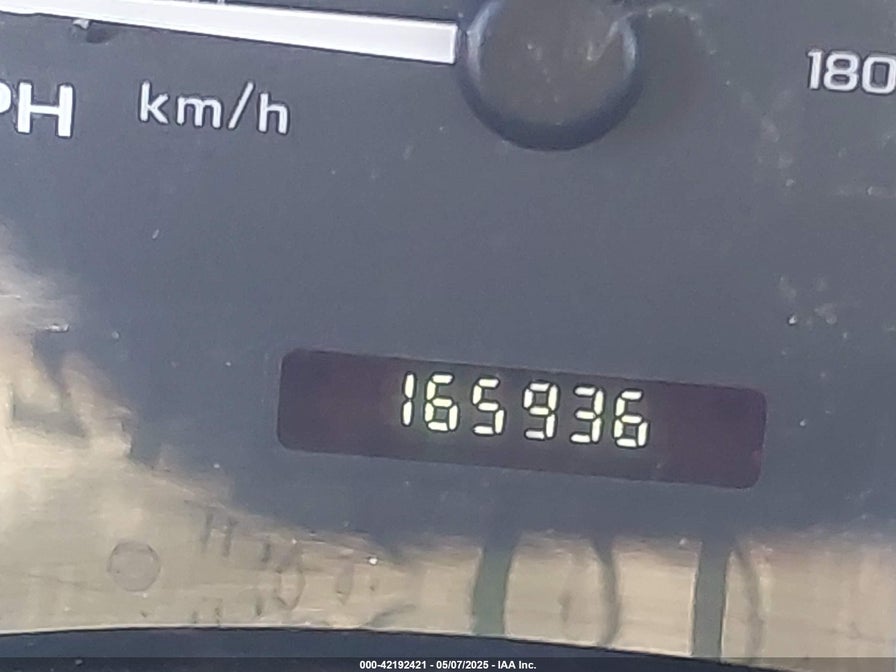 180
PH km/h
165936
000-42192421 - 05/07/2025 - IAA Inc.